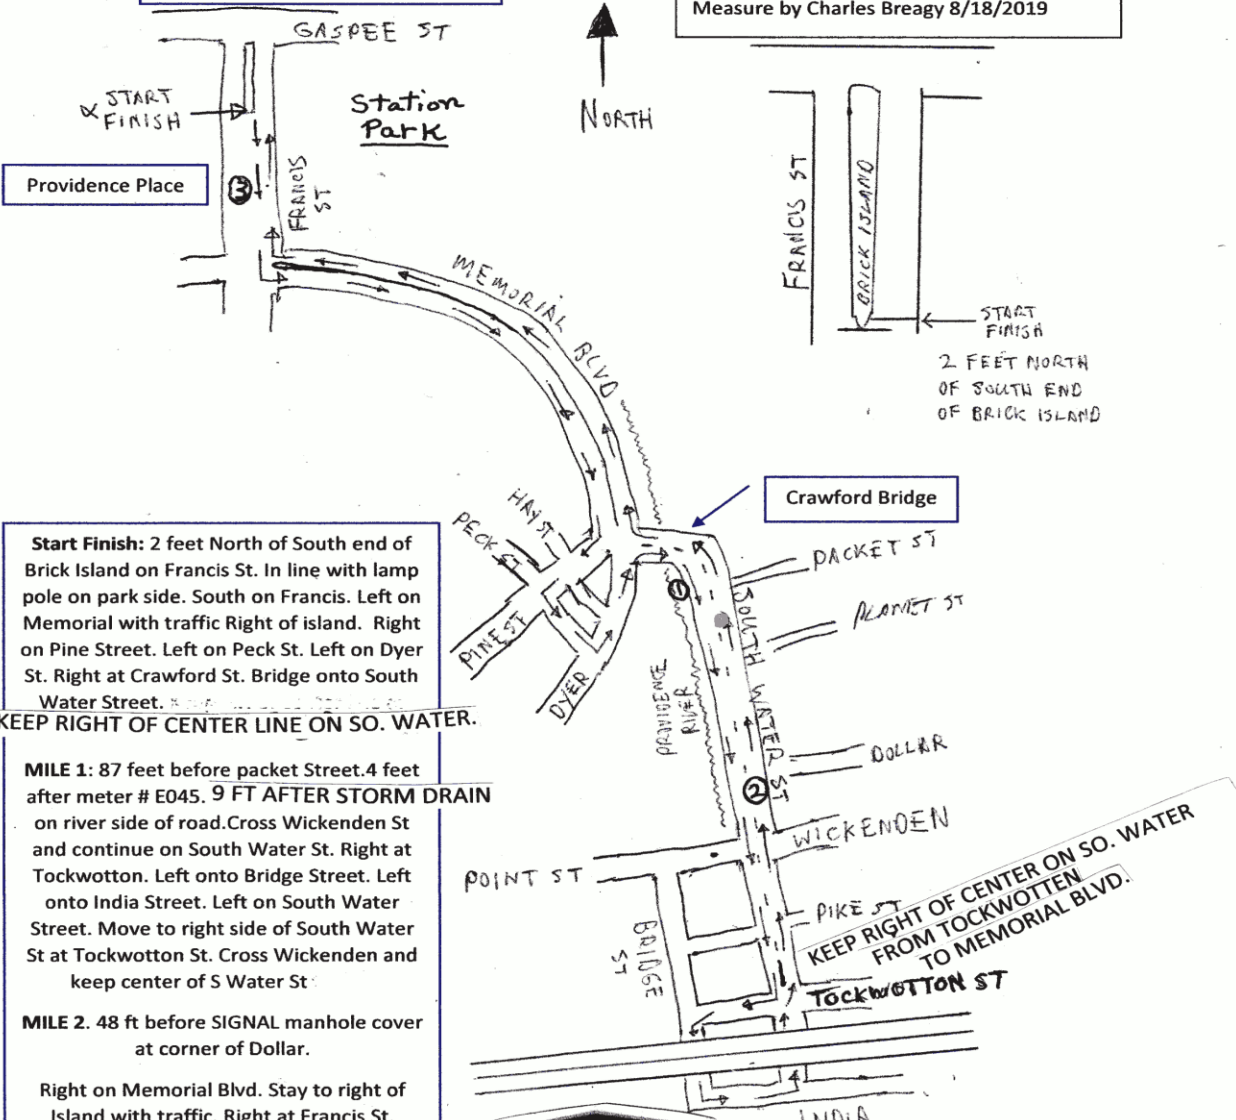 Measure by Charles Breagy 8/18/2019
GASPEE ST
START
FINISH
Station
Park
NORTH
Providence Place
3
FRANCIS
ST
MEMORIAL BLVD
FRANCIS ST
BRICK ISLAND
START
FINISH
2 FEET NORTH
OF SOUTH END
OF BRICK ISLAND
Crawford Bridge
HAY ST
PECK ST
PINE ST
DYER
1
PACKET ST
PLANET ST
SOUTH WATER ST
PROVIDENCE
RIVER
DOLLAR
2
WICKENDEN
POINT ST
PIKE ST
BRIDGE
ST
KEEP RIGHT OF CENTER ON SO. WATER
FROM TOCKWOTTEN
TO MEMORIAL BLVD.
TOCKWOTTON ST
INDIA
Start Finish: 2 feet North of South end of
Brick Island on Francis St. In line with lamp
pole on park side. South on Francis. Left on
Memorial with traffic Right of island. Right
on Pine Street. Left on Peck St. Left on Dyer
St. Right at Crawford St. Bridge onto South
Water Street.
KEEP RIGHT OF CENTER LINE ON SO. WATER.
MILE 1: 87 feet before packet Street.4 feet
after meter # E045. 9 FT AFTER STORM DRAIN
on river side of road.Cross Wickenden St
and continue on South Water St. Right at
Tockwotton. Left onto Bridge Street. Left
onto India Street. Left on South Water
Street. Move to right side of South Water
St at Tockwotton St. Cross Wickenden and
keep center of S Water St
MILE 2. 48 ft before SIGNAL manhole cover
at corner of Dollar.
Right on Memorial Blvd. Stay to right of
Island with traffic. Right at Francis St.